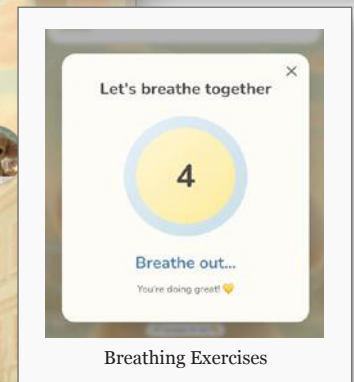 Let's breathe together
4
Breathe out...
You're doing great! 💛
Breathing Exercises